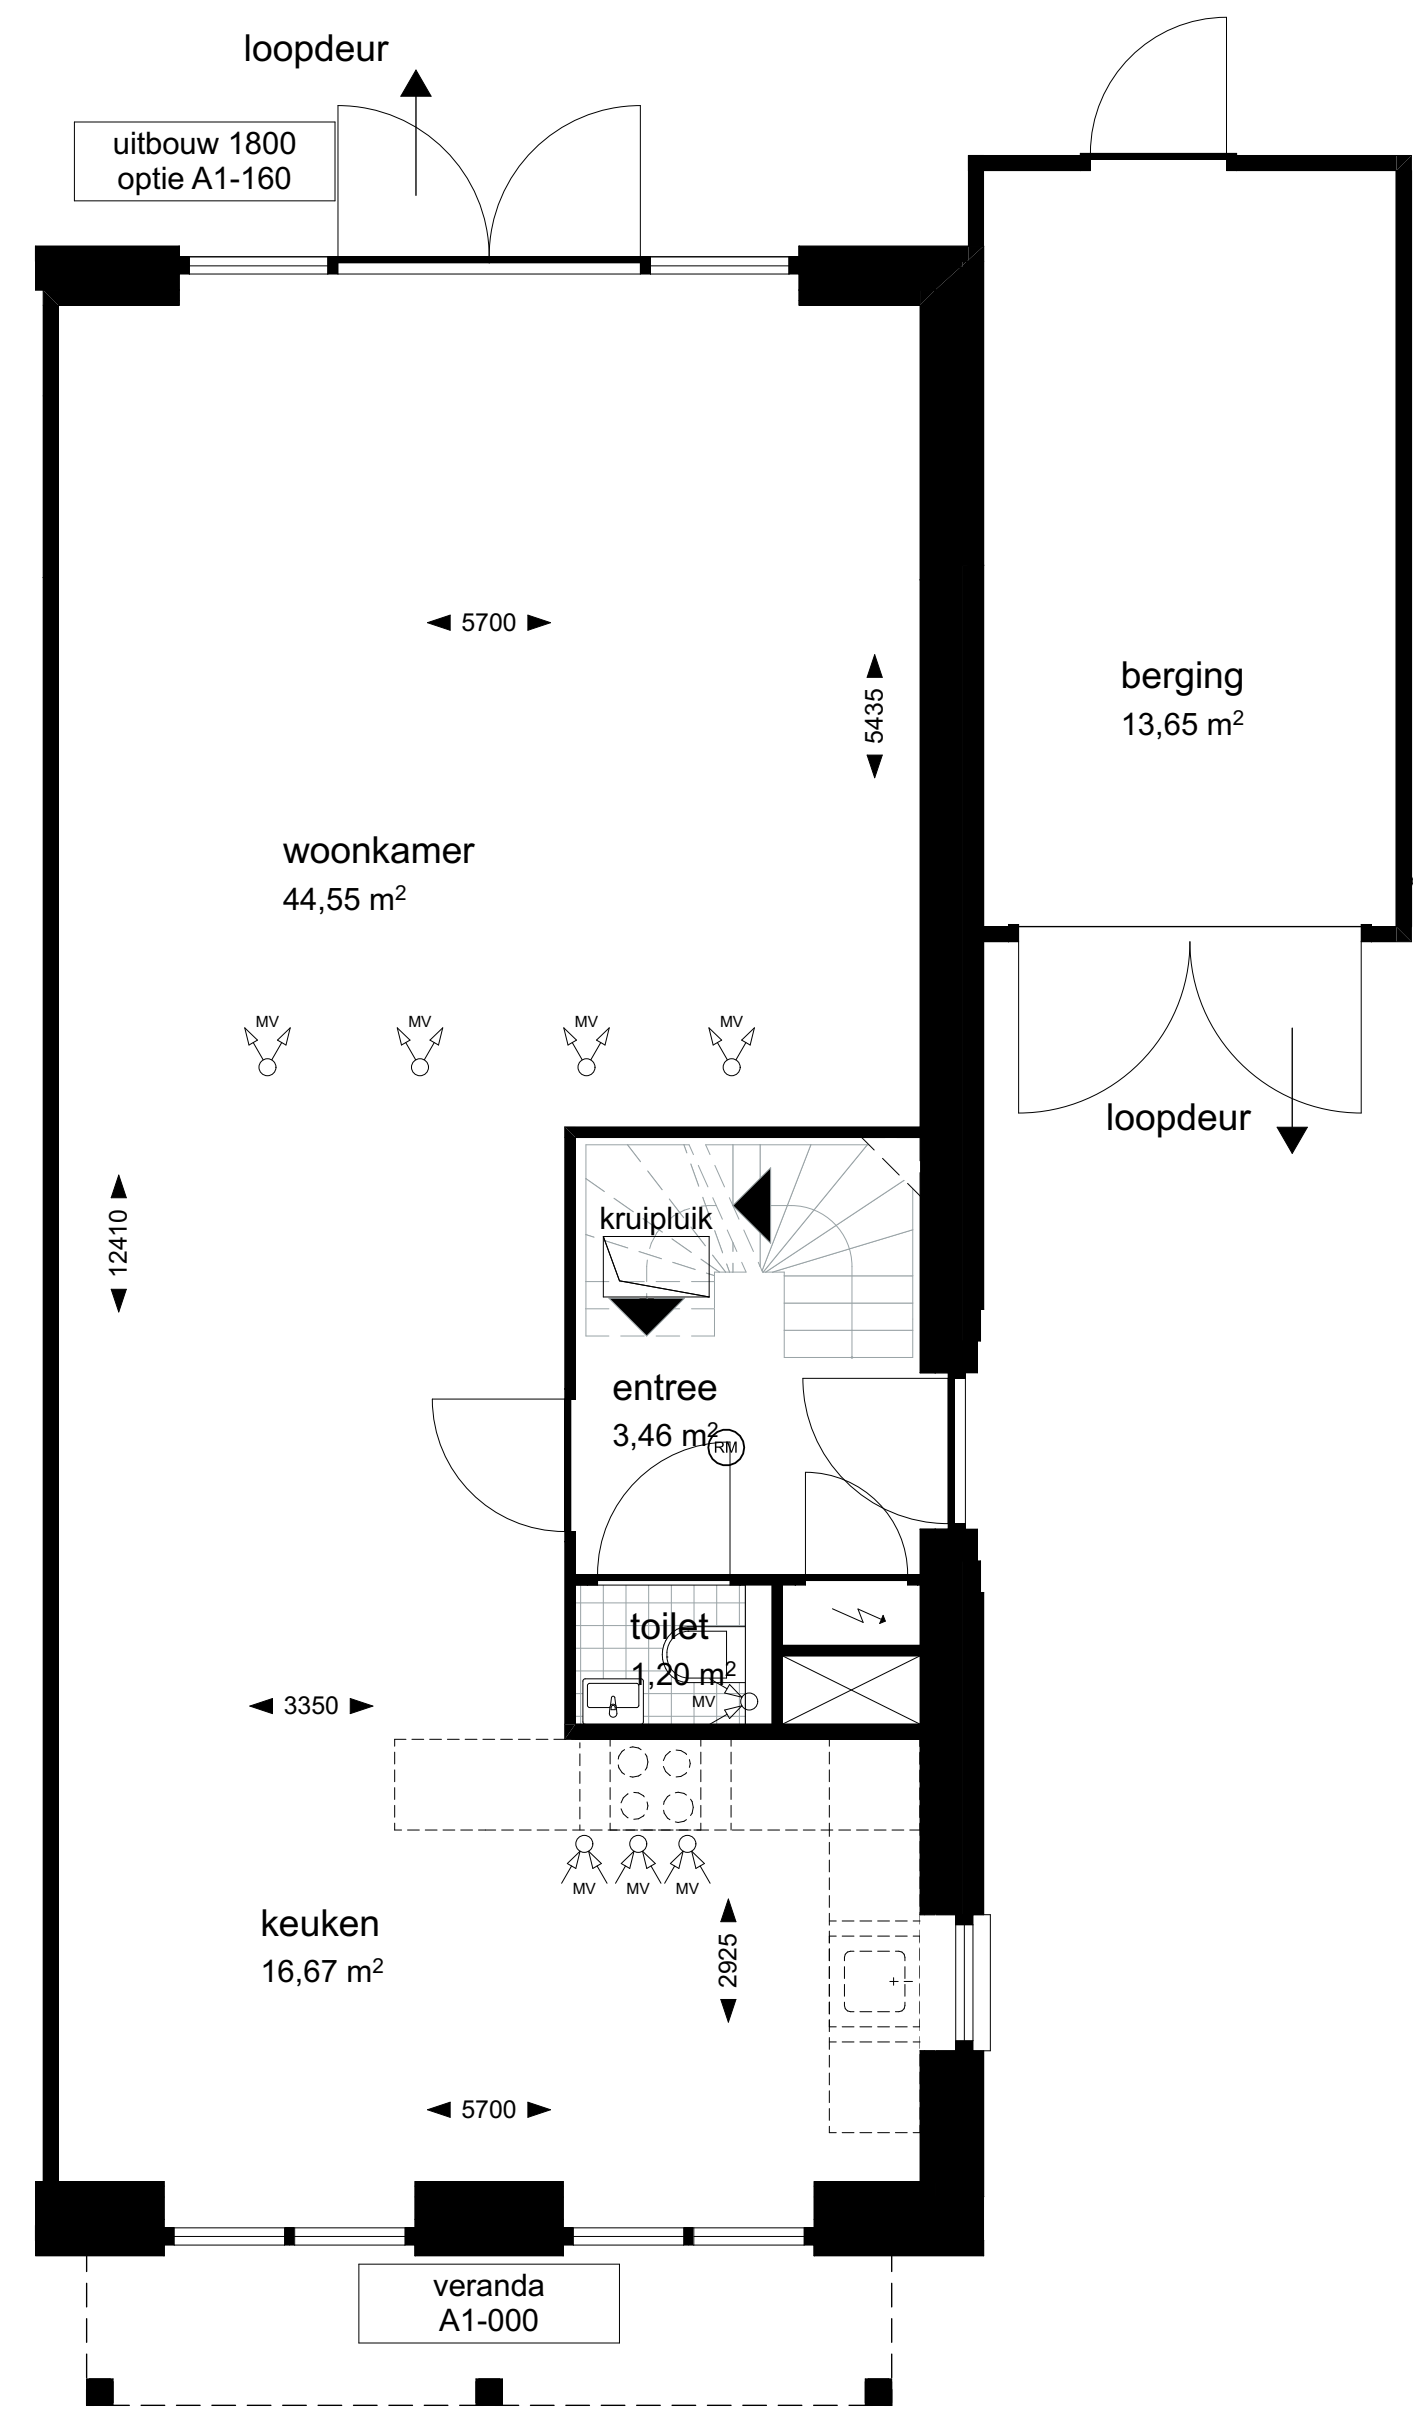 loopdeur
uitbouw 1800
optie A1-160
5700
5435
berging
13,65 m²
woonkamer
44,55 m²
MV
MV
MV
MV
loopdeur
12410
kruipluik
entree
3,46 m²
RM
toilet
1,20 m²
MV
3350
MV
MV
MV
keuken
16,67 m²
2925
5700
veranda
A1-000